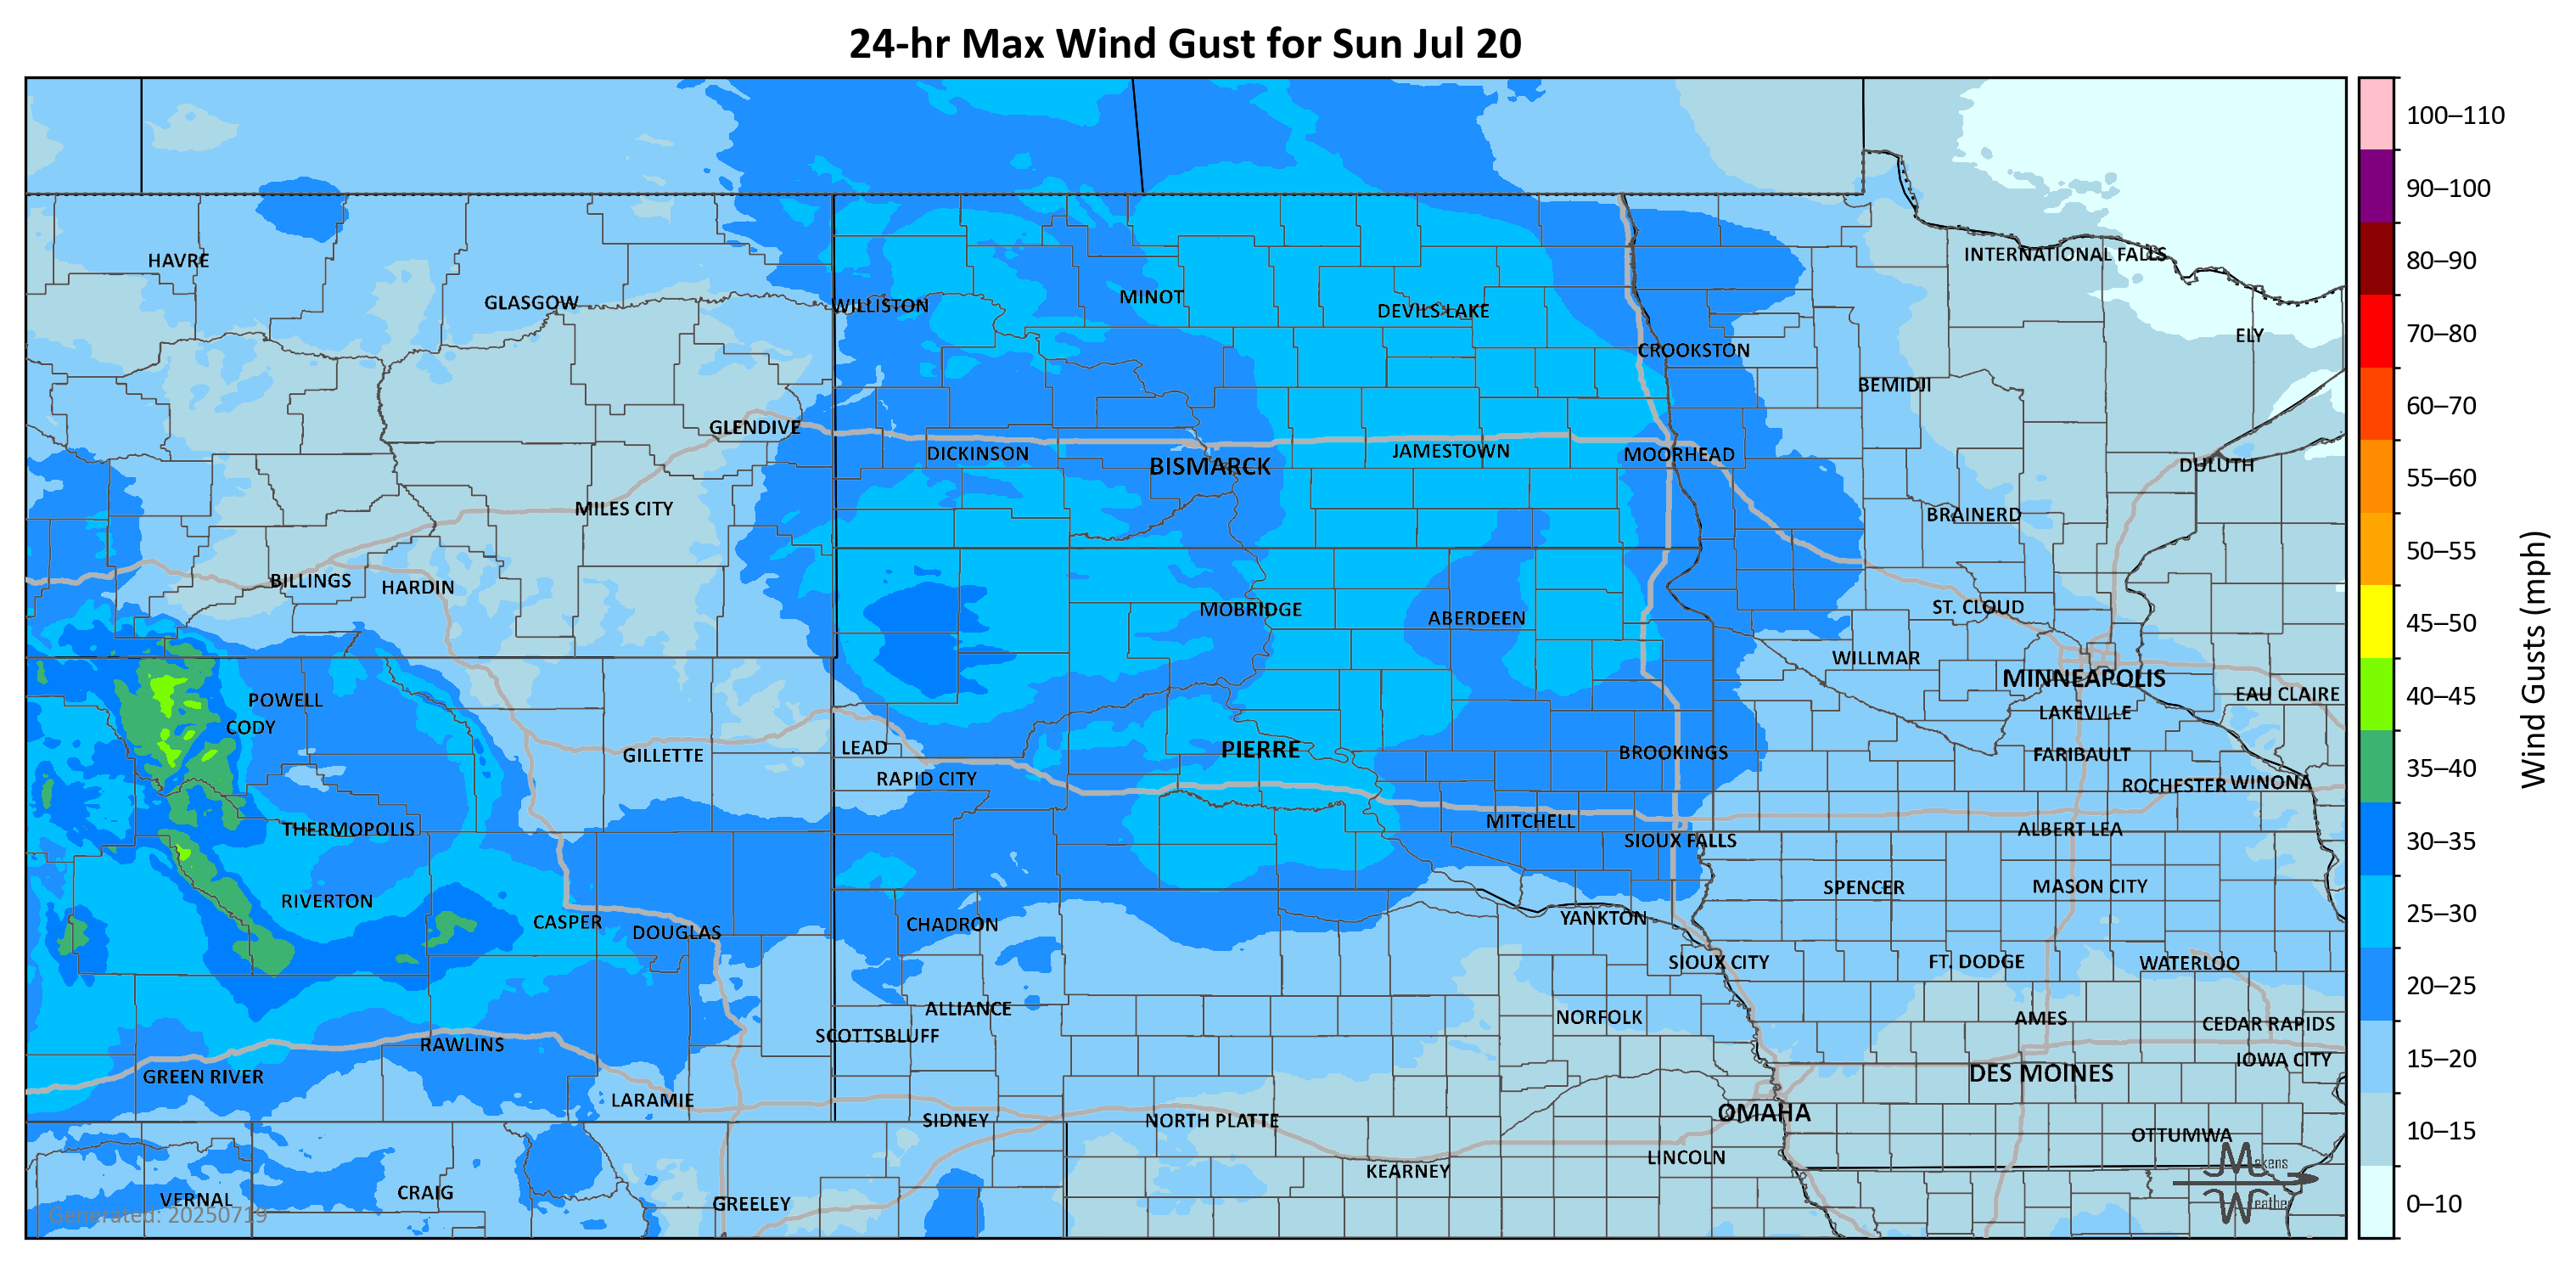 24-hr Max Wind Gust for Sun Jul 20
100–110
90–100
80–90
70–80
60–70
55–60
50–55
45–50
40–45
35–40
30–35
25–30
20–25
15–20
10–15
0–10
Wind Gusts (mph)
HAVRE
GLASGOW
WILLISTON
MINOT
DEVILS LAKE
CROOKSTON
BEMIDJI
INTERNATIONAL FALLS
ELY
GLENDIVE
DICKINSON
BISMARCK
JAMESTOWN
MOORHEAD
DULUTH
MILES CITY
BRAINERD
BILLINGS
HARDIN
MOBRIDGE
ABERDEEN
ST. CLOUD
WILLMAR
MINNEAPOLIS
EAU CLAIRE
POWELL
CODY
LAKEVILLE
GILLETTE
LEAD
PIERRE
BROOKINGS
FARIBAULT
RAPID CITY
ROCHESTER
WINONA
THERMOPOLIS
MITCHELL
SIOUX FALLS
ALBERT LEA
RIVERTON
SPENCER
MASON CITY
CASPER
DOUGLAS
CHADRON
YANKTON
SIOUX CITY
FT. DODGE
WATERLOO
ALLIANCE
NORFOLK
AMES
CEDAR RAPIDS
SCOTTSBLUFF
RAWLINS
IOWA CITY
GREEN RIVER
DES MOINES
LARAMIE
SIDNEY
NORTH PLATTE
OMAHA
OTTUMWA
KEARNEY
LINCOLN
VERNAL
CRAIG
GREELEY
Generated: 20250719
Makens
Weather